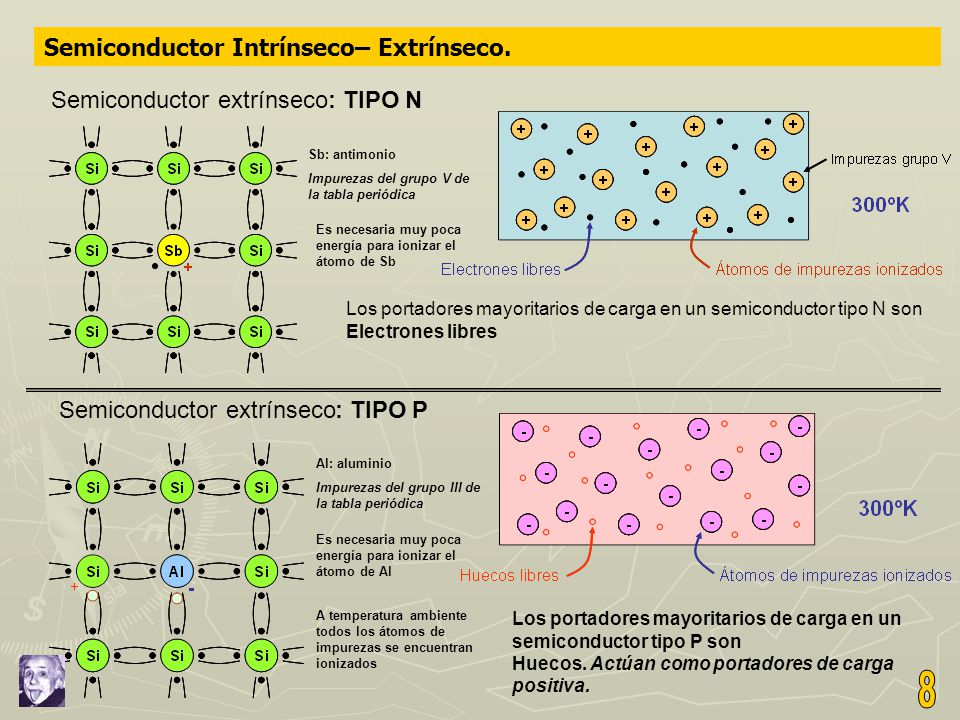 Semiconductor Intrínseco– Extrínseco.
Semiconductor extrínseco: TIPO N
Si Si Si
Si Sb Si
+
Si Si Si
Sb: antimonio
Impurezas del grupo V de
la tabla periódica
Es necesaria muy poca
energía para ionizar el
átomo de Sb
+ + + + + + + + + + + + + + + +
Impurezas grupo V
300ºK
Electrones libres
Átomos de impurezas ionizados
Los portadores mayoritarios de carga en un semiconductor tipo N son
Electrones libres
Semiconductor extrínseco: TIPO P
Si Si Si
Si Al Si
+ -
Si Si Si
Al: aluminio
Impurezas del grupo III de
la tabla periódica
Es necesaria muy poca
energía para ionizar el
átomo de Al
A temperatura ambiente
todos los átomos de
impurezas se encuentran
ionizados
- - - - - - - - - - - - - - - -
300ºK
Huecos libres
Átomos de impurezas ionizados
Los portadores mayoritarios de carga en un
semiconductor tipo P son
Huecos. Actúan como portadores de carga
positiva.
8